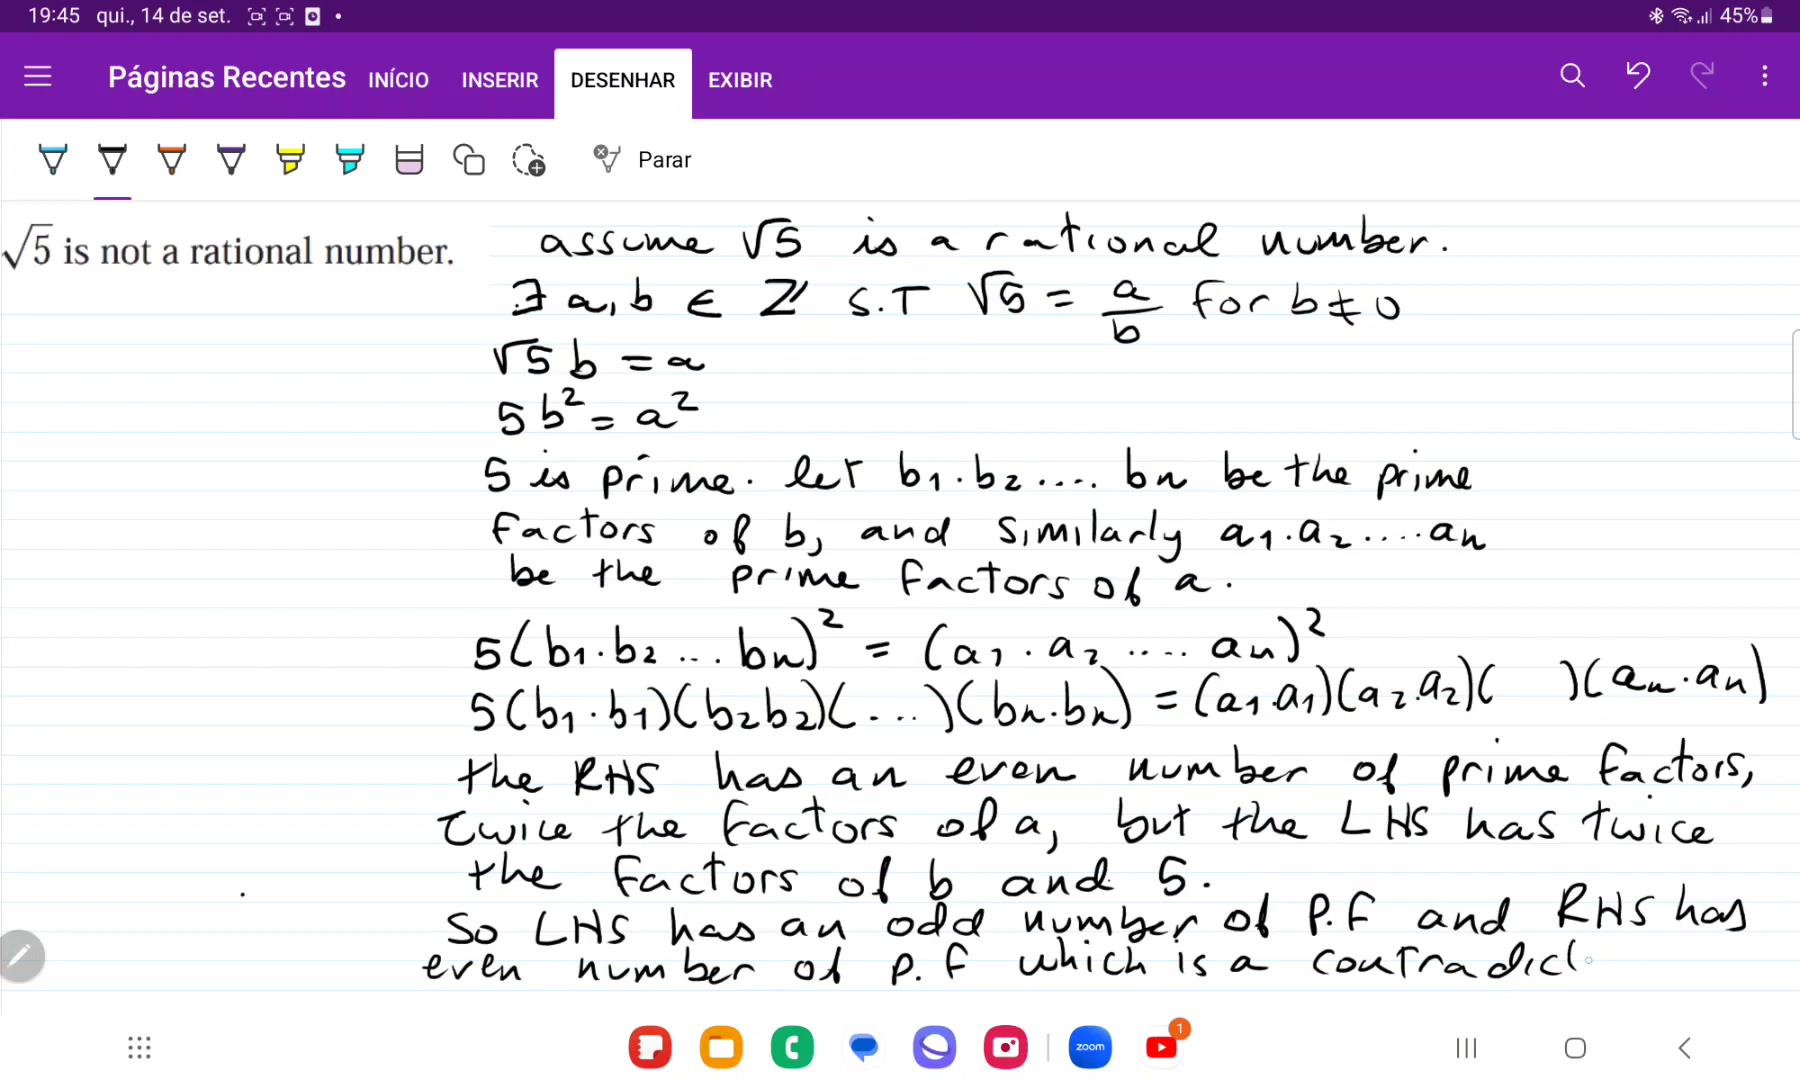 19:45 qui., 14 de set. 45%
Páginas Recentes INÍCIO INSERIR DESENHAR EXIBIR
Parar
√5 is not a rational number.
assume √5 is a rational number.
∃ a, b ∈ ℤ S.T √5 = a/b for b ≠ 0
√5 b = a
5 b² = a²
5 is prime. let b₁.b₂.... bn be the prime
factors of b, and similarly a₁.a₂....an
be the prime factors of a.
5(b₁.b₂...bn)² = (a₁.a₂....an)²
5(b₁.b₁)(b₂b₂)(...)(bn.bn) = (a₁.a₁)(a₂.a₂)( )(an.an)
the RHS has an even number of prime factors,
twice the factors of a, but the LHS has twice
the factors of b and 5.
So LHS has an odd number of P.F and RHS has
even number of P.F which is a contradict
zoom
1